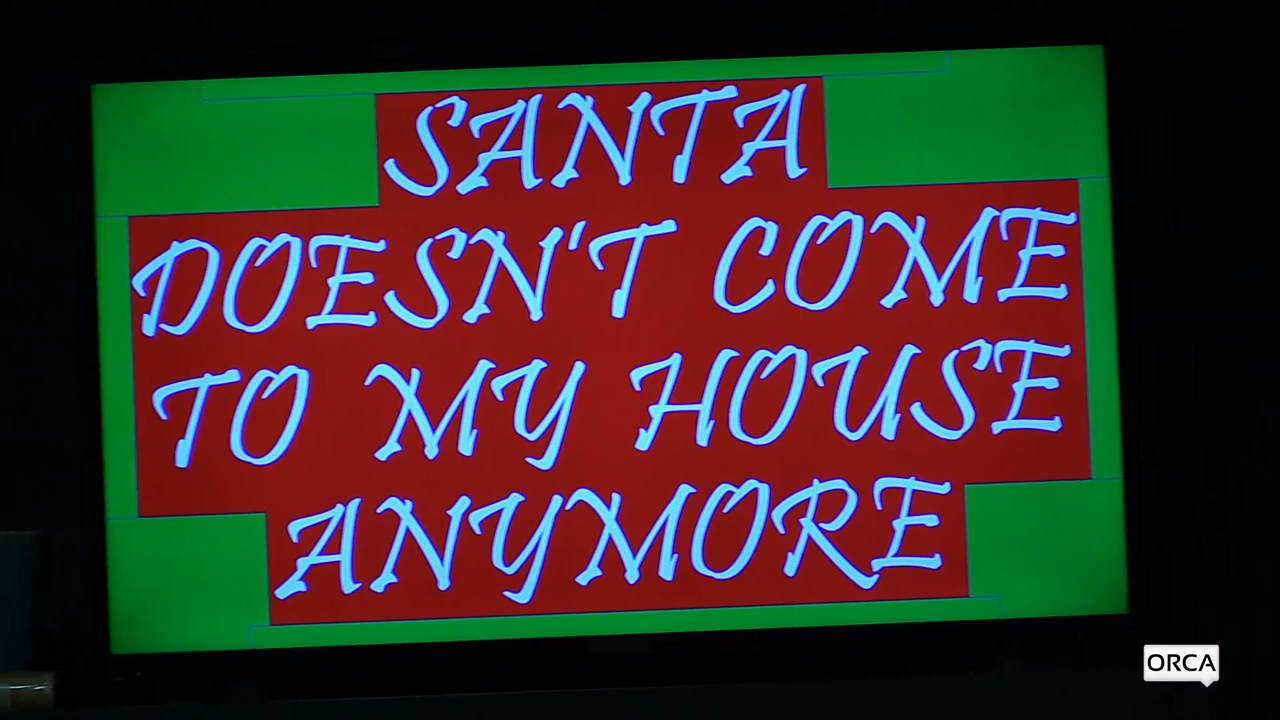 SANTA
DOESN'T COME
TO MY HOUSE
ANYMORE
ORCA